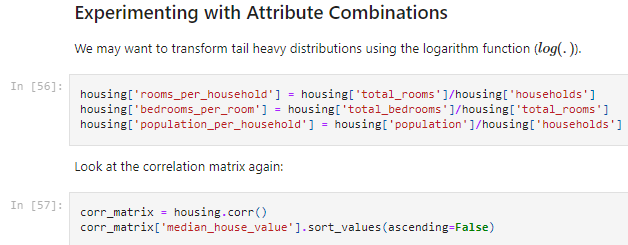 Experimenting with Attribute Combinations
We may want to transform tail heavy distributions using the logarithm function (log(.)).
In [56]:
housing['rooms_per_household'] = housing['total_rooms']/housing['households']
housing['bedrooms_per_room'] = housing['total_bedrooms']/housing['total_rooms']
housing['population_per_household'] = housing['population']/housing['households']
Look at the correlation matrix again:
In [57]:
corr_matrix = housing.corr()
corr_matrix['median_house_value'].sort_values(ascending=False)